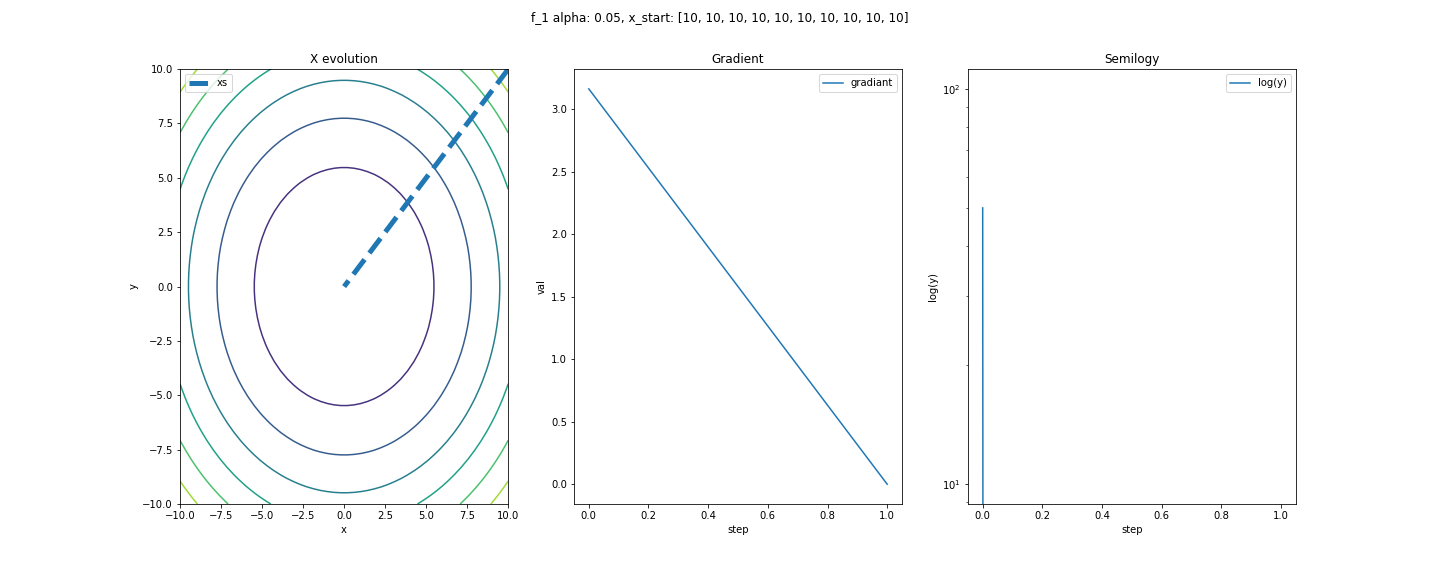 f_1 alpha: 0.05, x_start: [10, 10, 10, 10, 10, 10, 10, 10, 10, 10]
X evolution
xs
10.0
7.5
5.0
2.5
0.0
−2.5
−5.0
−7.5
−10.0
y
−10.0 −7.5 −5.0 −2.5 0.0 2.5 5.0 7.5 10.0
x
Gradient
gradiant
3.0
2.5
2.0
1.5
1.0
0.5
0.0
val
0.0 0.2 0.4 0.6 0.8 1.0
step
Semilogy
log(y)
10²
10¹
log(y)
0.0 0.2 0.4 0.6 0.8 1.0
step